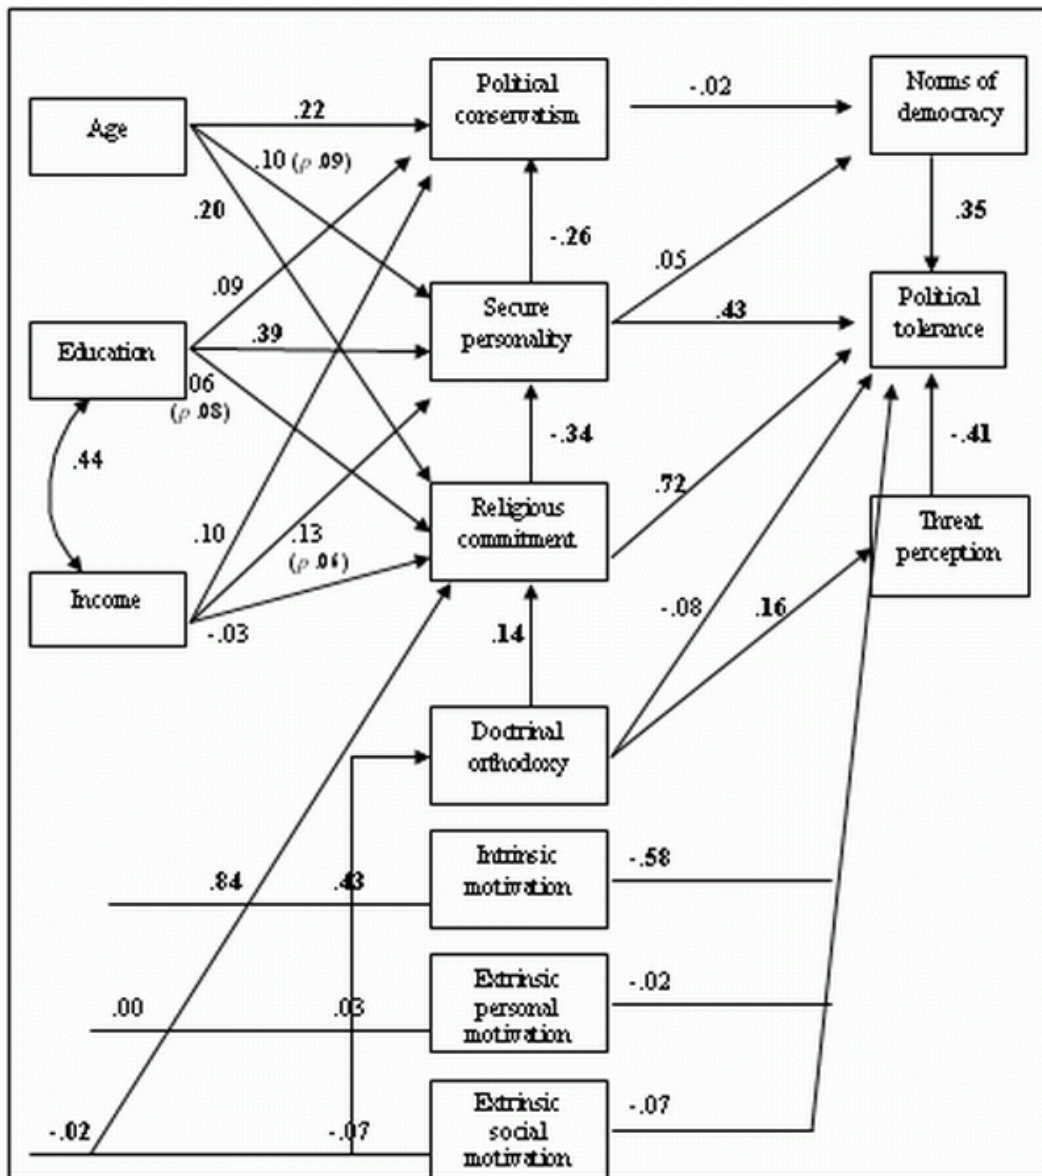 Political
conservatism
-.02
Norms of
democracy
Age
.22
.10 (ρ .09)
.20
-.26
.35
.09
.05
Secure
personality
.43
Political
tolerance
Education
.39
.06
(ρ .08)
-.34
-.41
.44
.72
Religious
commitment
Threat
perception
.10
.13
(ρ .06)
Income
-.03
-.08
.16
.14
Doctrinal
orthodoxy
Intrinsic
motivation
-.58
.84
.43
Extrinsic
personal
motivation
-.02
.00
.03
Extrinsic
social
motivation
-.07
-.02
-.07